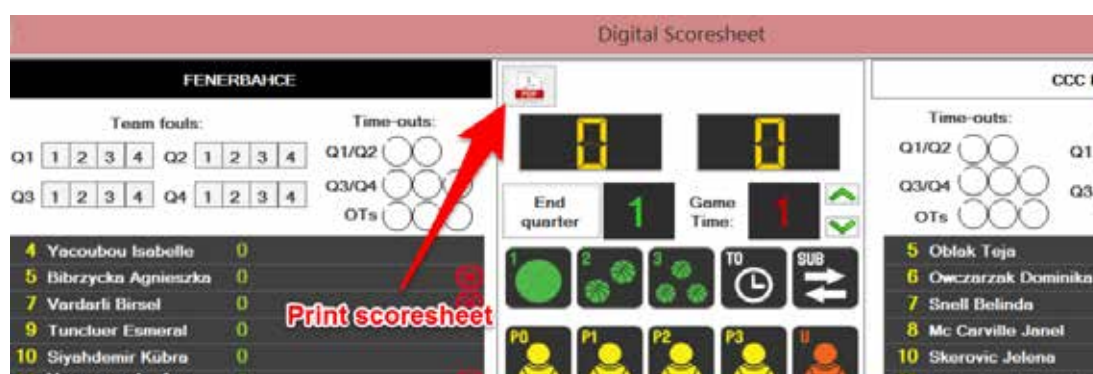 Digital Scoresheet
FENERBAHCE
Team fouls:
Time-outs:
Q1 1 2 3 4 Q2 1 2 3 4
Q1/Q2
Q3 1 2 3 4 Q4 1 2 3 4
Q3/Q4
OTs
4 Yacoubou Isabelle 0
5 Bibrzycka Agnieszka 0
7 Vardarli Birsel 0
9 Tuncluer Esmeral 0
10 Siyahdemir Kübra 0
PDF
Print scoresheet
0 0
End quarter
1
Game Time:
1
1 2 3 TO SUB
P0 P1 P2 P3 U
CCC
Time-outs:
Q1/Q2
Q1
Q3/Q4
Q3
OTs
5 Oblak Teja
6 Owczarzak Dominika
7 Snell Belinda
8 Mc Carville Janel
10 Skerovic Jelena